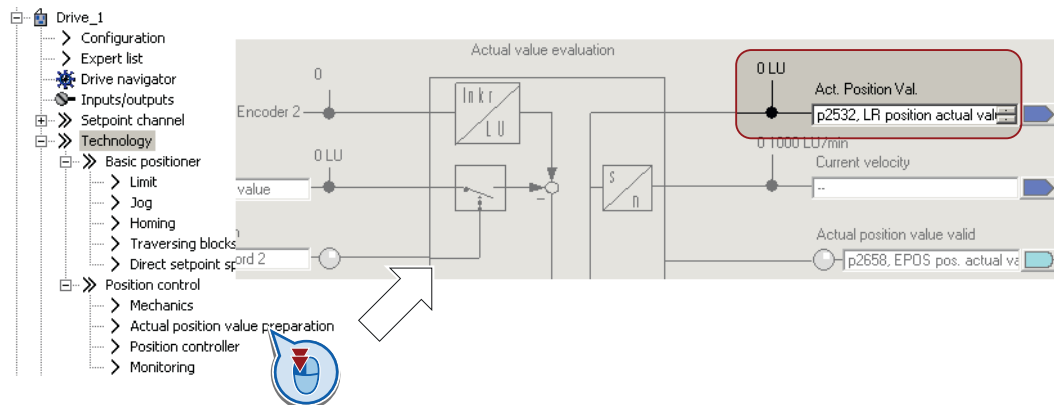 Drive_1
Configuration
Expert list
Drive navigator
Inputs/outputs
Setpoint channel
Technology
Basic positioner
Limit
Jog
Homing
Traversing blocks
Direct setpoint sp
Position control
Mechanics
Actual position value preparation
Position controller
Monitoring
Actual value evaluation
0
Encoder 2
Inkr
LU
0 LU
value
ord 2
s
n
0 LU
Act. Position Val.
p2532, LR position actual val
0 1000 LU/min
Current velocity
--
Actual position value valid
p2658, EPOS pos. actual va